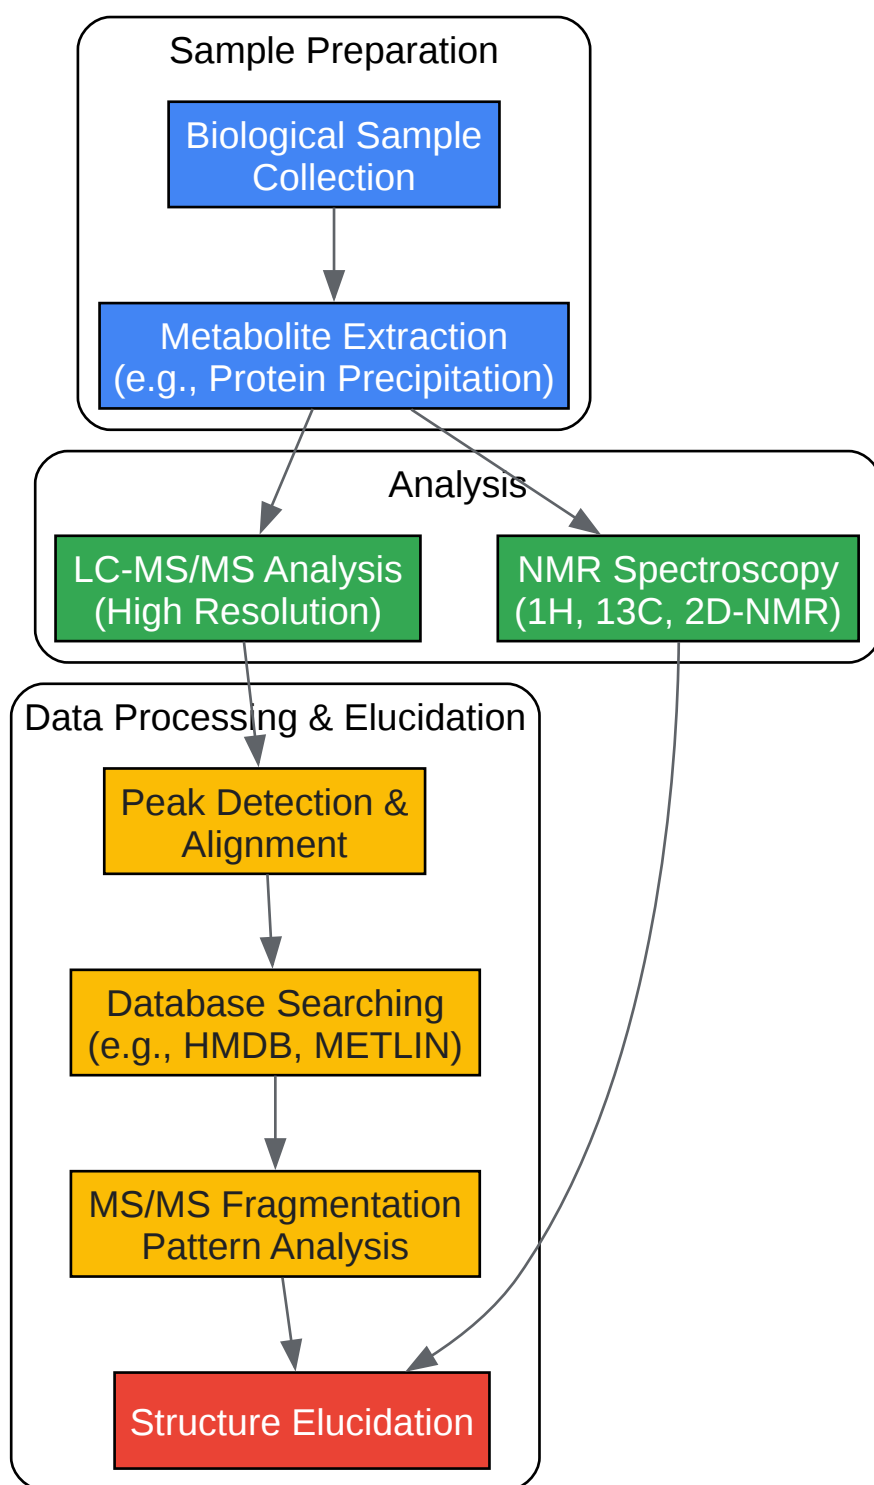 Sample Preparation
Biological Sample
Collection
Metabolite Extraction
(e.g., Protein Precipitation)
Analysis
LC-MS/MS Analysis
(High Resolution)
NMR Spectroscopy
(1H, 13C, 2D-NMR)
Data Processing & Elucidation
Peak Detection &
Alignment
Database Searching
(e.g., HMDB, METLIN)
MS/MS Fragmentation
Pattern Analysis
Structure Elucidation